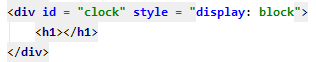 <div id = "clock" style = "display: block">
    <h1></h1>
</div>